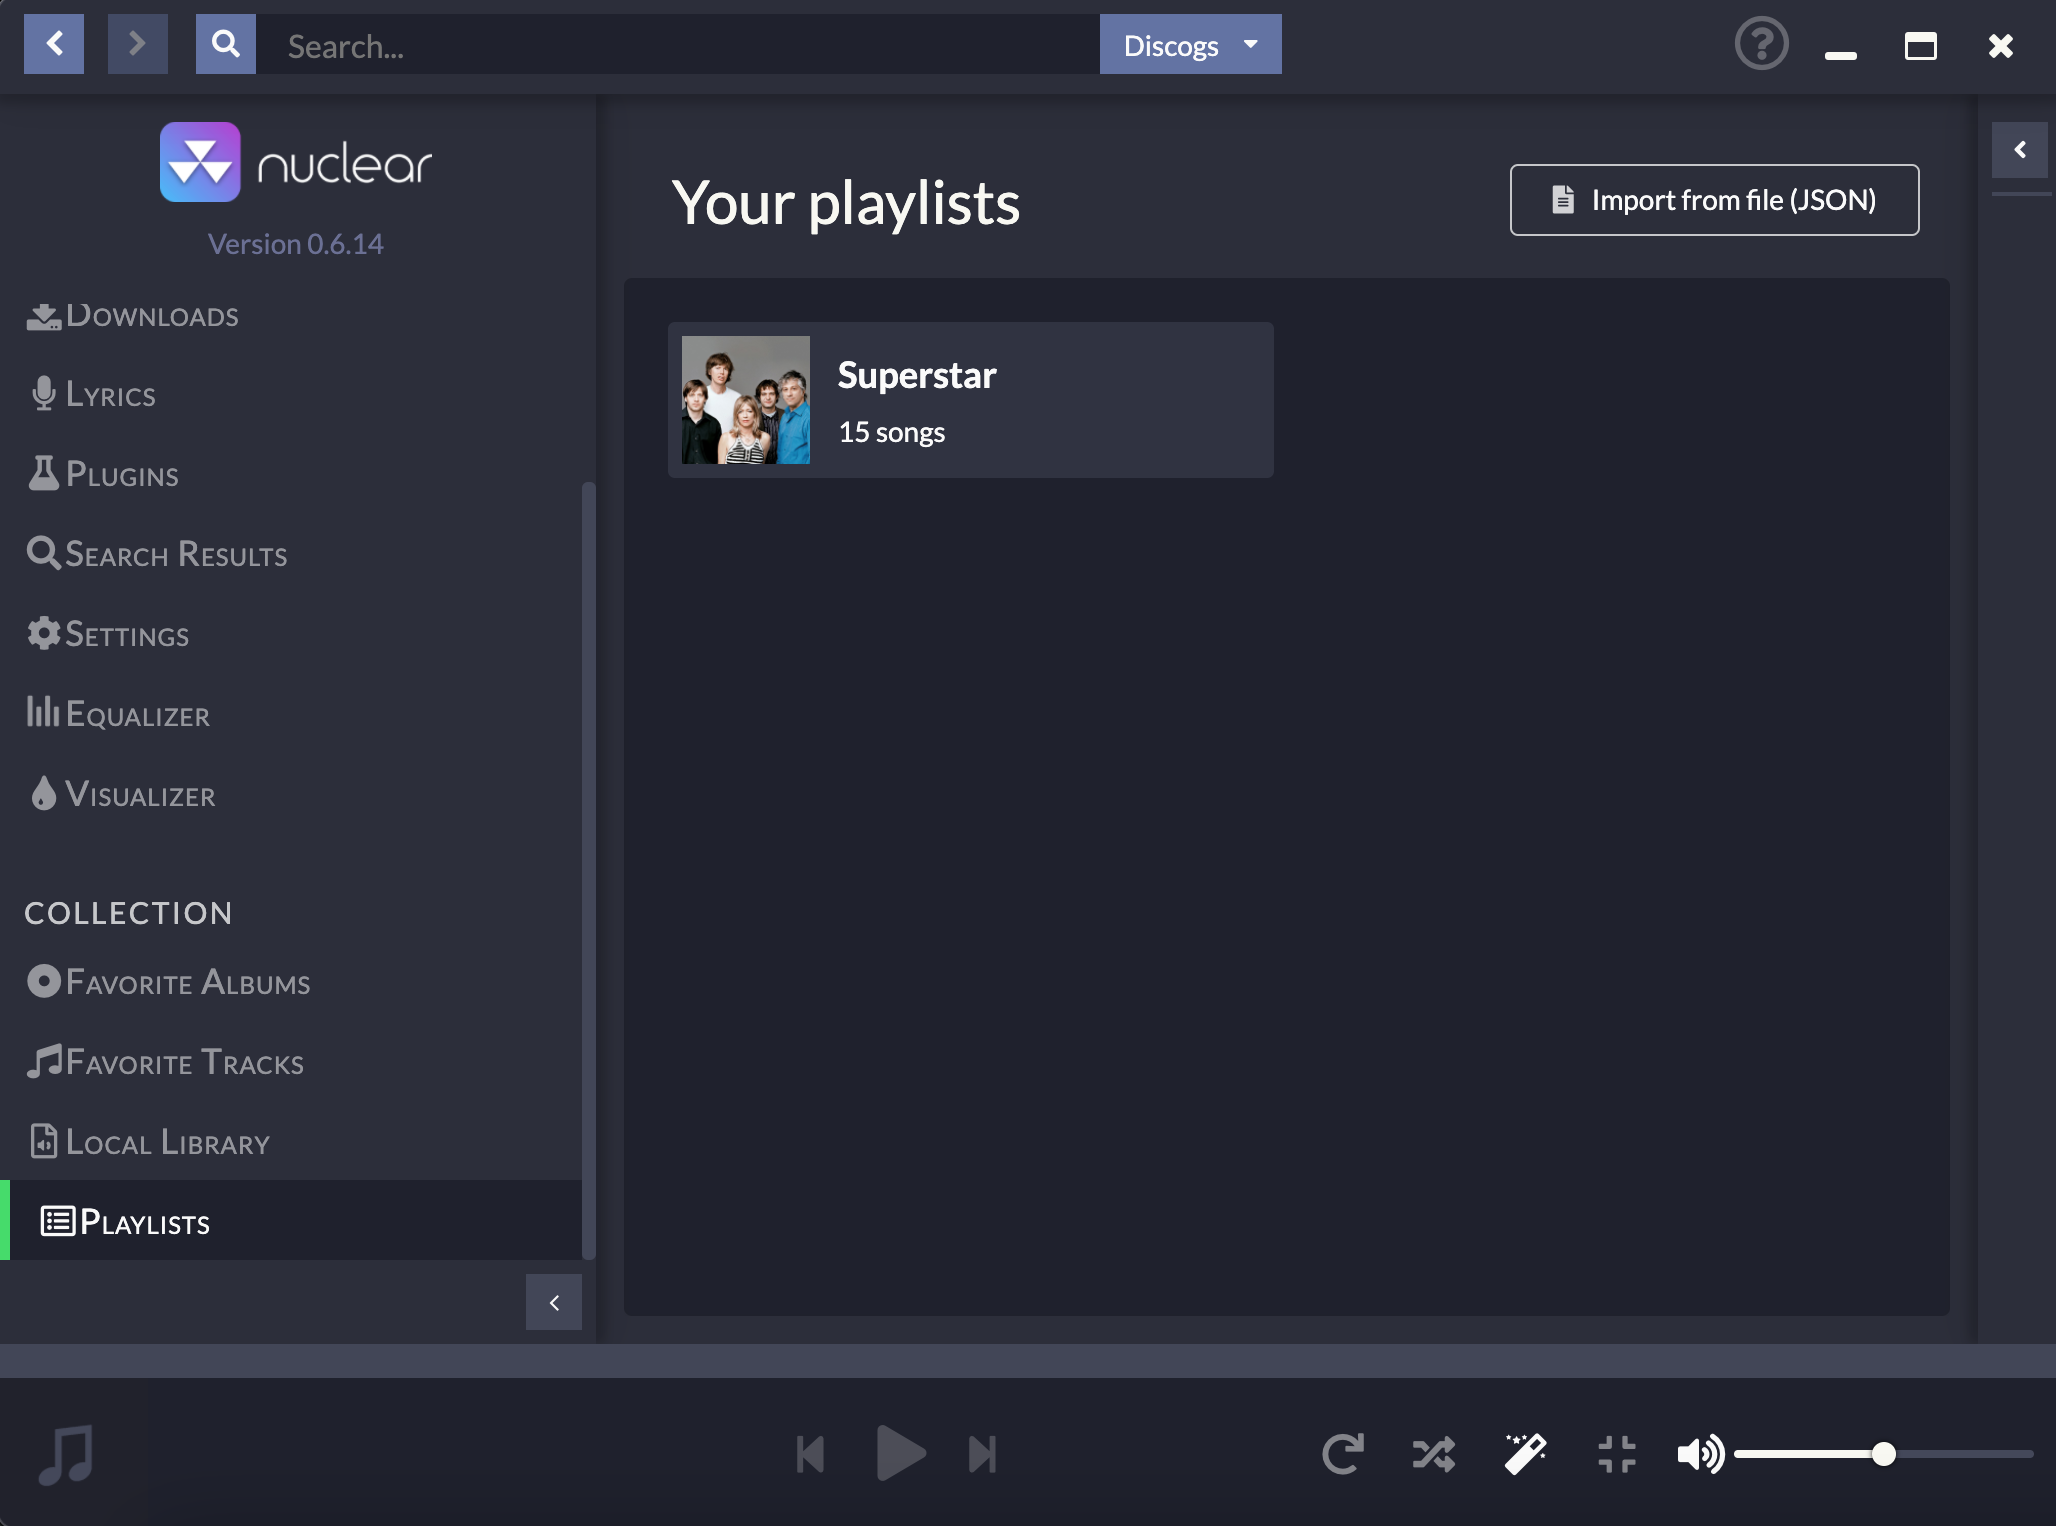 Search...
Discogs
nuclear
Version 0.6.14
Downloads
Lyrics
Plugins
Search Results
Settings
Equalizer
Visualizer
COLLECTION
Favorite Albums
Favorite Tracks
Local Library
Playlists
Your playlists
Import from file (JSON)
Superstar
15 songs